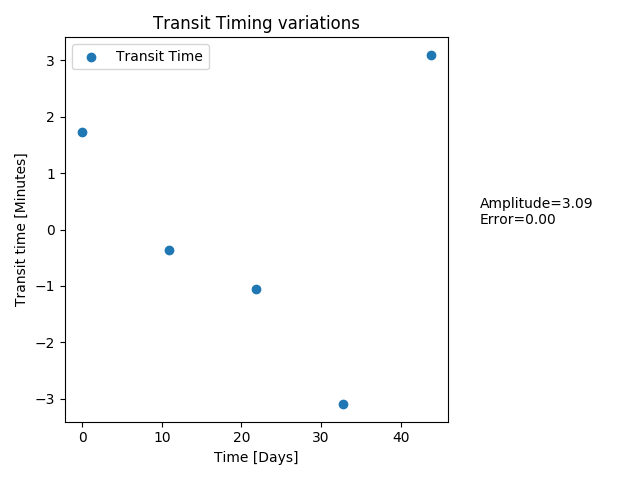 Transit Timing variations
Transit Time
3
2
1
0
−1
−2
−3
Transit time [Minutes]
Amplitude=3.09
Error=0.00
0 10 20 30 40
Time [Days]